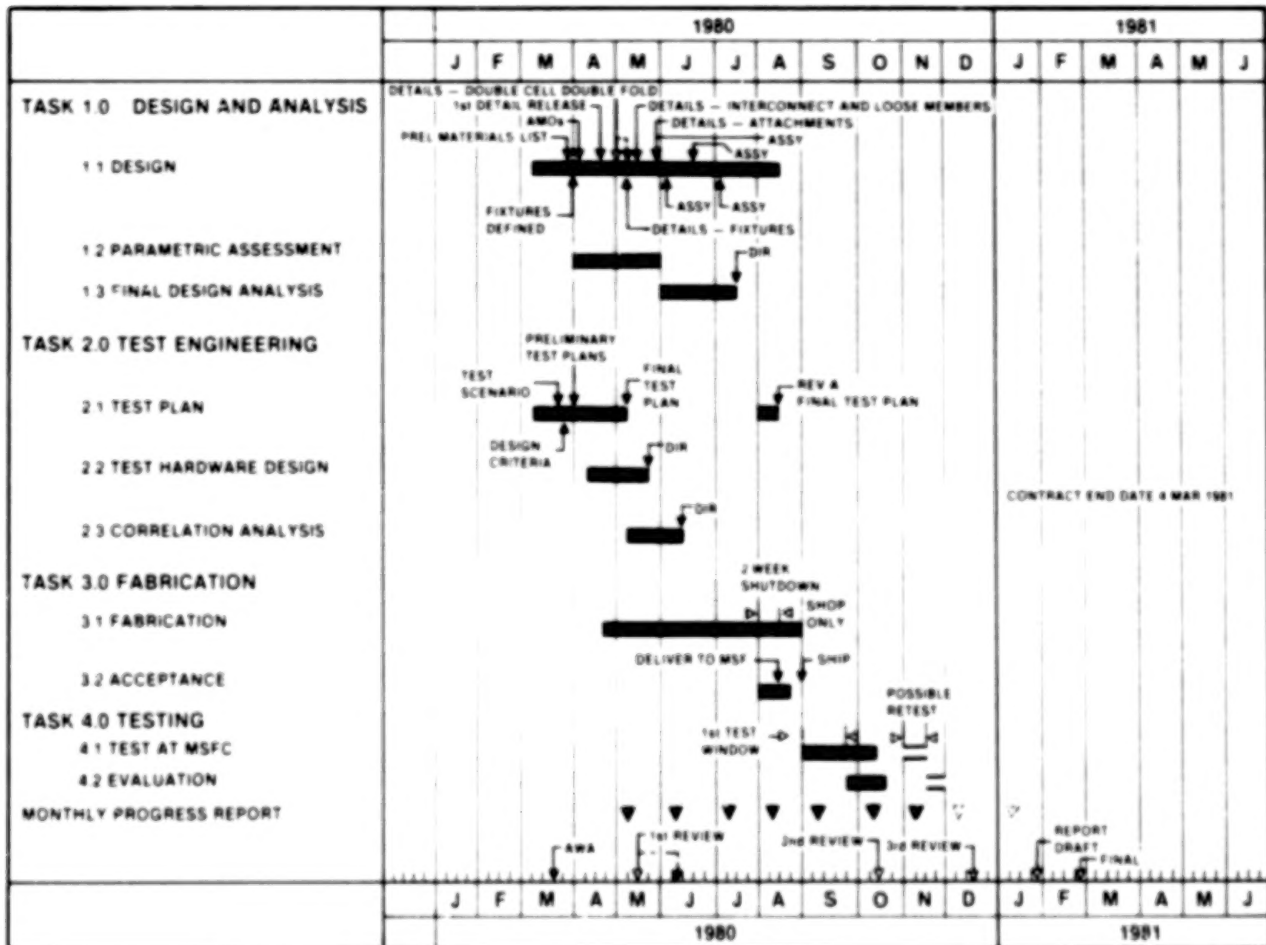 1980 1981
J F M A M J J A S O N D J F M A M J
DETAILS – DOUBLE CELL DOUBLE FOLD
TASK 1.0 DESIGN AND ANALYSIS
1st DETAIL RELEASE
DETAILS – INTERCONNECT AND LOOSE MEMBERS
AMOs
DETAILS – ATTACHMENTS
PREL MATERIALS LIST
ASSY
ASSY
1.1 DESIGN
FIXTURES
DEFINED
ASSY
ASSY
DETAILS – FIXTURES
1.2 PARAMETRIC ASSESSMENT
DIR
1.3 FINAL DESIGN ANALYSIS
TASK 2.0 TEST ENGINEERING
PRELIMINARY
TEST PLANS
TEST
SCENARIO
FINAL
TEST
PLAN
REV A
FINAL TEST PLAN
2.1 TEST PLAN
DESIGN
CRITERIA
DIR
2.2 TEST HARDWARE DESIGN
CONTRACT END DATE 4 MAR 1981
DIR
2.3 CORRELATION ANALYSIS
TASK 3.0 FABRICATION
2 WEEK
SHUTDOWN
SHOP
ONLY
3.1 FABRICATION
DELIVER TO MSF
SHIP
3.2 ACCEPTANCE
POSSIBLE
RETEST
TASK 4.0 TESTING
1st TEST
WINDOW
4.1 TEST AT MSFC
4.2 EVALUATION
MONTHLY PROGRESS REPORT
AWA
1st REVIEW
2nd REVIEW
3rd REVIEW
REPORT
DRAFT
FINAL
J F M A M J J A S O N D J F M A M J
1980 1981